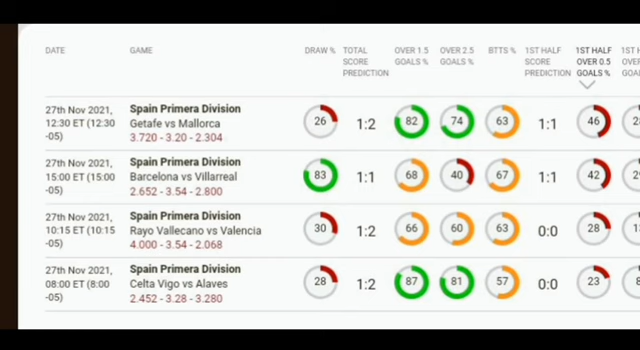 DATE GAME DRAW % TOTAL SCORE PREDICTION OVER 1.5 GOALS % OVER 2.5 GOALS % BTTS % 1ST HALF SCORE PREDICTION 1ST HALF OVER 0.5 GOALS %
27th Nov 2021, 12:30 ET (12:30 -05)
Spain Primera Division
Getafe vs Mallorca
3.720 - 3.20 - 2.304
26 1:2 82 74 63 1:1 46
27th Nov 2021, 15:00 ET (15:00 -05)
Spain Primera Division
Barcelona vs Villarreal
2.652 - 3.54 - 2.800
83 1:1 68 40 67 1:1 42
27th Nov 2021, 10:15 ET (10:15 -05)
Spain Primera Division
Rayo Vallecano vs Valencia
4.000 - 3.54 - 2.068
30 1:2 66 60 63 0:0 28
27th Nov 2021, 08:00 ET (8:00 -05)
Spain Primera Division
Celta Vigo vs Alaves
2.452 - 3.28 - 3.280
28 1:2 87 81 57 0:0 23